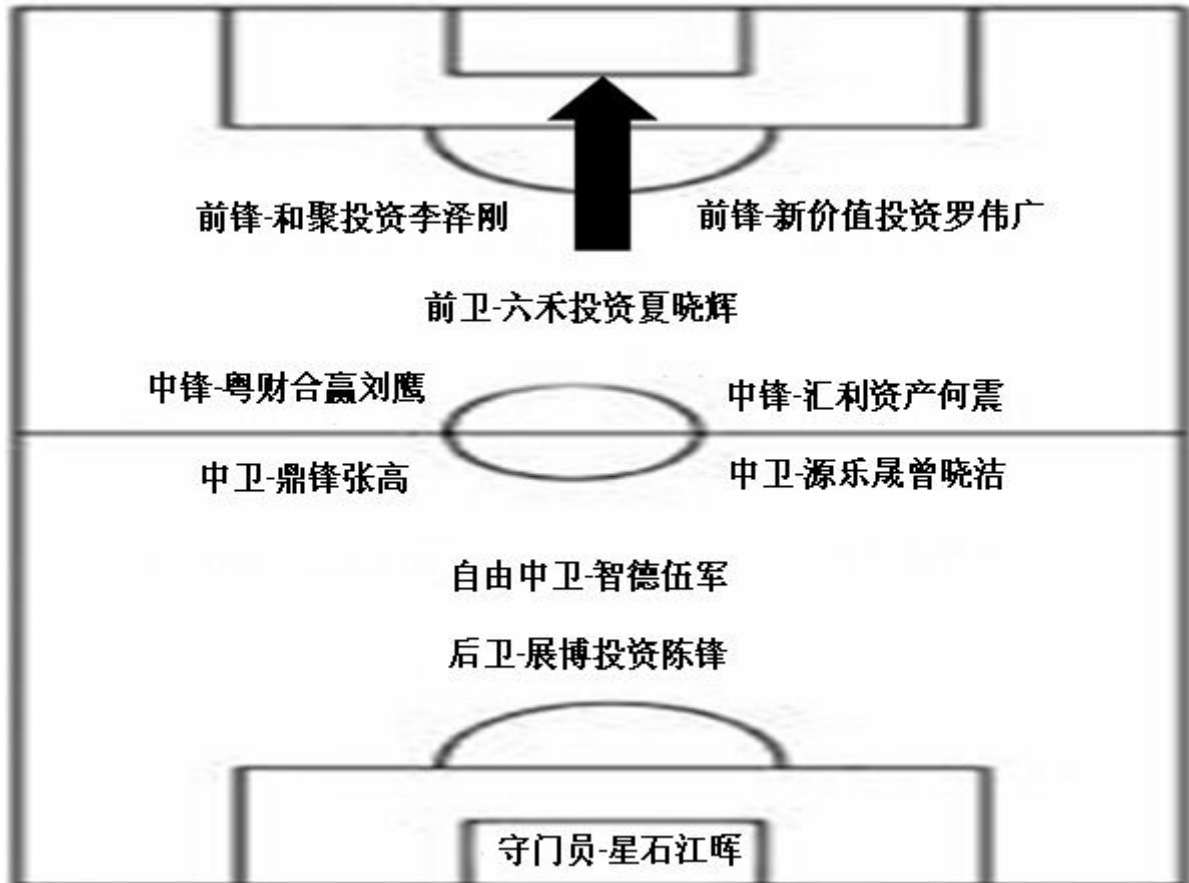 前锋-和聚投资李泽刚
前锋-新价值投资罗伟广
前卫-六禾投资夏晓辉
中锋-粤财合赢刘鹰
中锋-汇利资产何震
中卫-鼎锋张高
中卫-源乐晟曾晓洁
自由中卫-智德伍军
后卫-展博投资陈锋
守门员-星石江晖